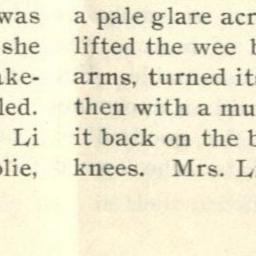 was
she
ake-
led.
Li
olie,
a pale glare acr
lifted the wee b
arms, turned its
then with a mu
it back on the b
knees. Mrs. L